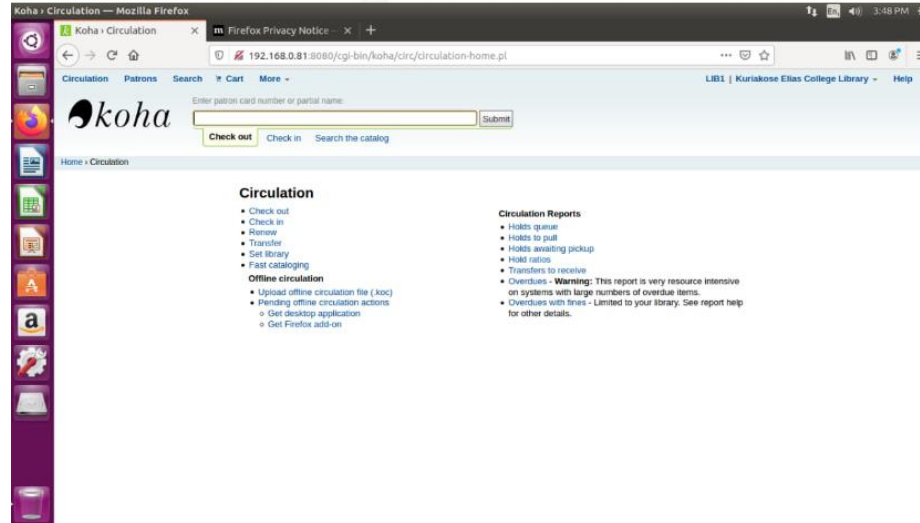 Koha › Circulation — Mozilla Firefox
En 3:48 PM
Koha › Circulation × m Firefox Privacy Notice × +
192.168.0.81:8080/cgi-bin/koha/circ/circulation-home.pl
Circulation Patrons Search Cart More
LIB1 | Kuriakose Elias College Library Help
koha
Enter patron card number or partial name:
Submit
Check out Check in Search the catalog
Home › Circulation
Circulation
• Check out
• Check in
• Renew
• Transfer
• Set library
• Fast cataloging
Offline circulation
• Upload offline circulation file (.koc)
• Pending offline circulation actions
Get desktop application
Get Firefox add-on
Circulation Reports
• Holds queue
• Holds to pull
• Holds awaiting pickup
• Hold ratios
• Transfers to receive
• Overdues - Warning: This report is very resource intensive
on systems with large numbers of overdue items.
• Overdues with fines - Limited to your library. See report help
for other details.